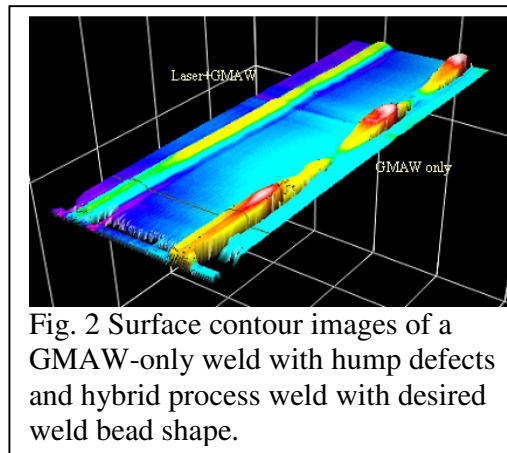 Laser+GMAW
GMAW only
Fig. 2 Surface contour images of a
GMAW-only weld with hump defects
and hybrid process weld with desired
weld bead shape.